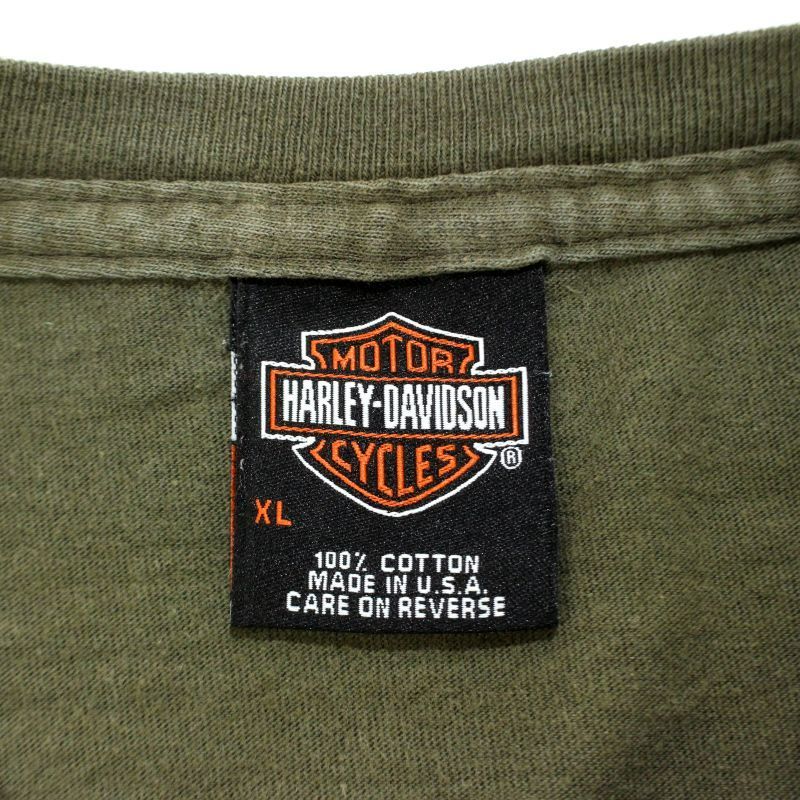 MOTOR
HARLEY-DAVIDSON
CYCLES
®
XL
100% COTTON
MADE IN U.S.A.
CARE ON REVERSE